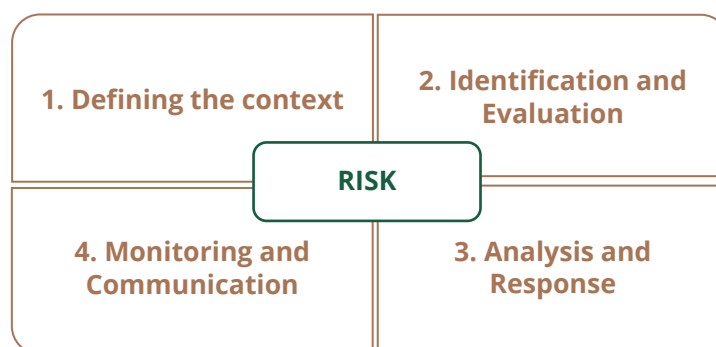 1. Defining the context
2. Identification and
Evaluation
RISK
4. Monitoring and
Communication
3. Analysis and
Response